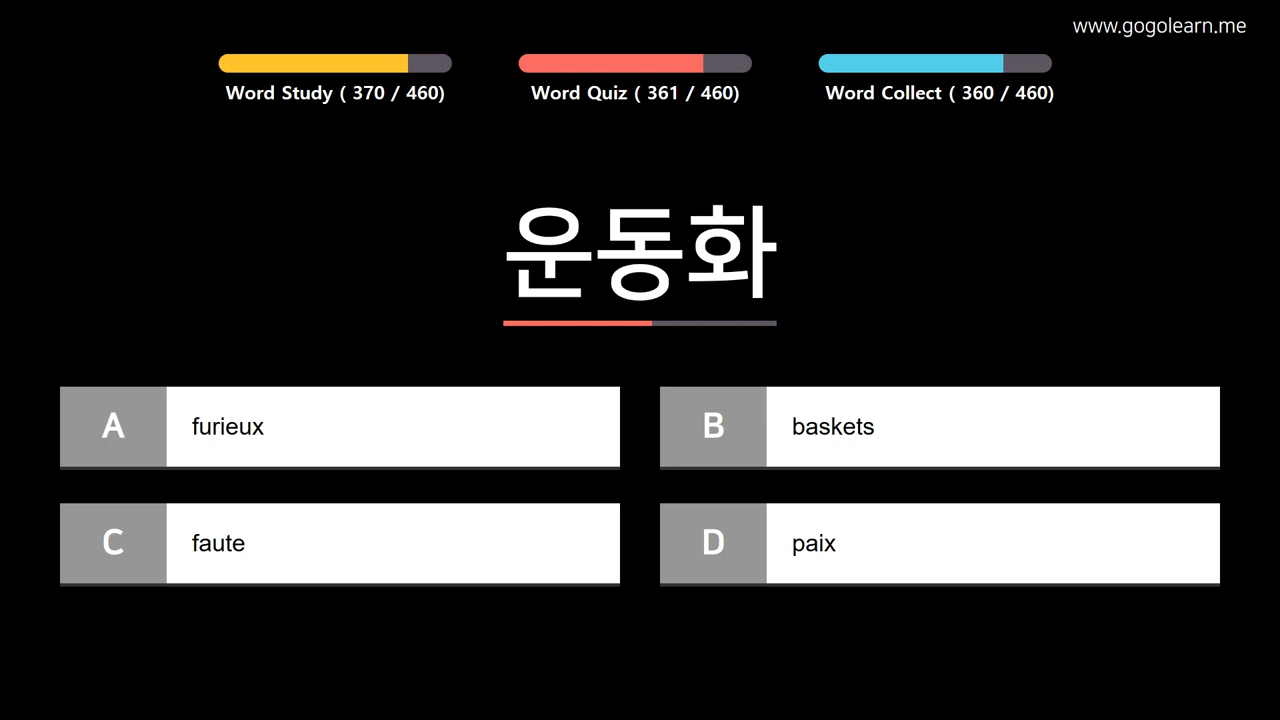 www.gogolearn.me
Word Study ( 370 / 460)
Word Quiz ( 361 / 460)
Word Collect ( 360 / 460)
운동화
A furieux
B baskets
C faute
D paix